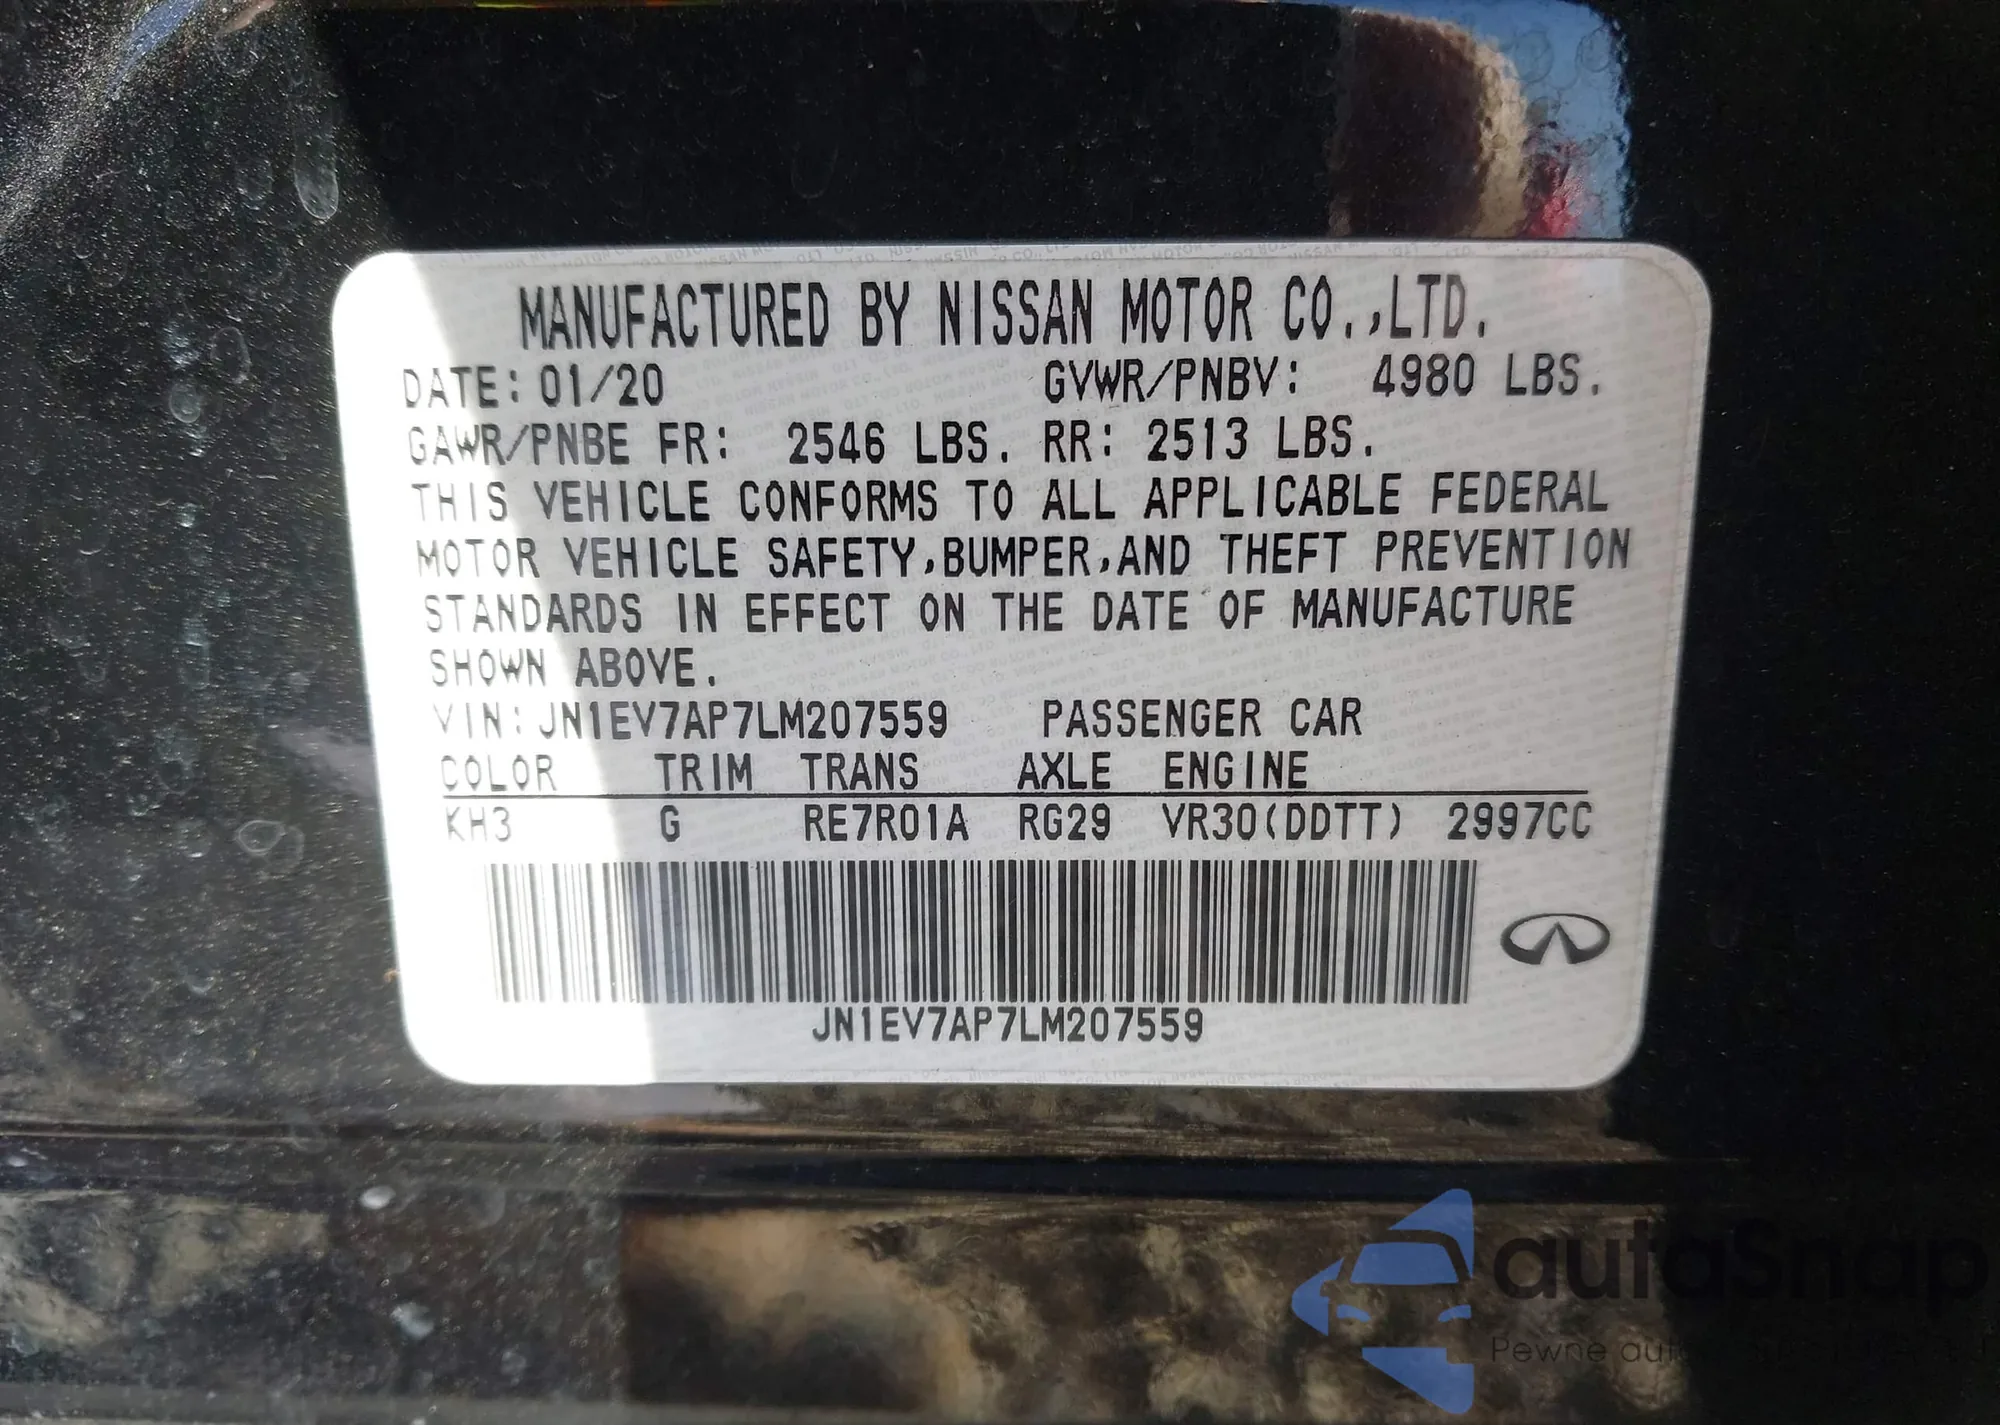 MANUFACTURED BY NISSAN MOTOR CO.,LTD.
DATE: 01/20 GVWR/PNBV: 4980 LBS.
GAWR/PNBE FR: 2546 LBS. RR: 2513 LBS.
THIS VEHICLE CONFORMS TO ALL APPLICABLE FEDERAL
MOTOR VEHICLE SAFETY,BUMPER,AND THEFT PREVENTION
STANDARDS IN EFFECT ON THE DATE OF MANUFACTURE
SHOWN ABOVE.
VIN:JN1EV7AP7LM207559 PASSENGER CAR
COLOR TRIM TRANS AXLE ENGINE
KH3 G RE7R01A RG29 VR30(DDTT) 2997CC
JN1EV7AP7LM207559
autoSnap
Pewne